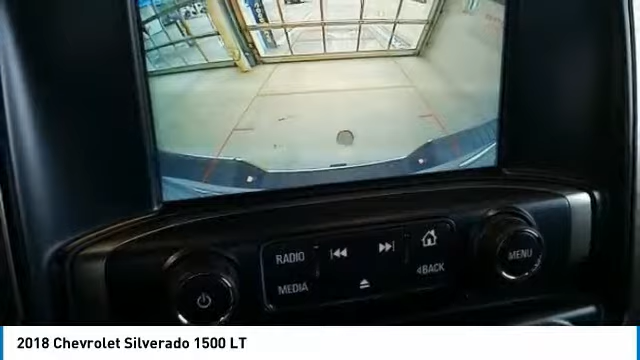 RADIO
MEDIA
BACK
MENU
2018 Chevrolet Silverado 1500 LT